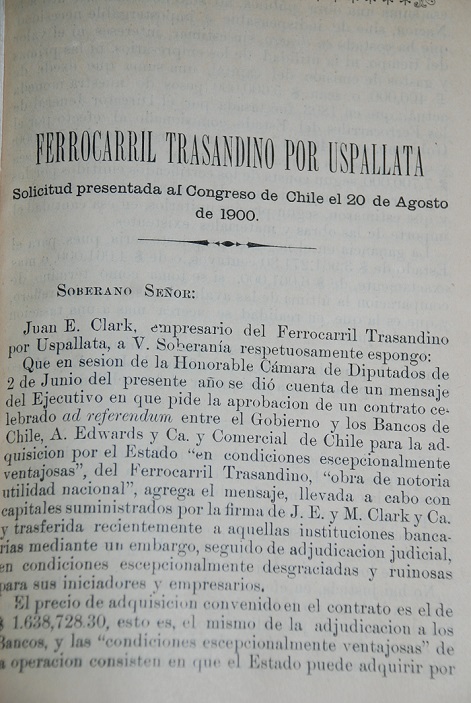 FERROCARRIL TRASANDINO POR USPALLATA
Solicitud presentada al Congreso de Chile el 20 de Agosto
de 1900.
SOBERANO SEÑOR:
Juan E. Clark, empresario del Ferrocarril Trasandino
por Uspallata, a V. Soberanía respetuosamente espongo:
Que en sesion de la Honorable Cámara de Diputados de
2 de Junio del presente año se dió cuenta de un mensaje
del Ejecutivo en que pide la aprobacion de un contrato ce-
lebrado ad referendum entre el Gobierno y los Bancos de
Chile, A. Edwards y Ca. y Comercial de Chile para la ad-
quisicion por el Estado "en condiciones escepcionalmente
ventajosas", del Ferrocarril Trasandino, "obra de notoria
utilidad nacional", agrega el mensaje, llevada a cabo con
capitales suministrados por la firma de J. E. y M. Clark y Ca.
y trasferida recientemente a aquellas instituciones banca-
rias mediante un embargo, seguido de adjudicacion judicial,
en condiciones escepcionalmente desgraciadas y ruinosas
para sus iniciadores y empresarios.
El precio de adquisicion convenido en el contrato es el de
$ 1.638,728.30, esto es, el mismo de la adjudicacion a los
Bancos, y las "condiciones escepcionalmente ventajosas" de
a operacion consisten en que el Estado puede adquirir por